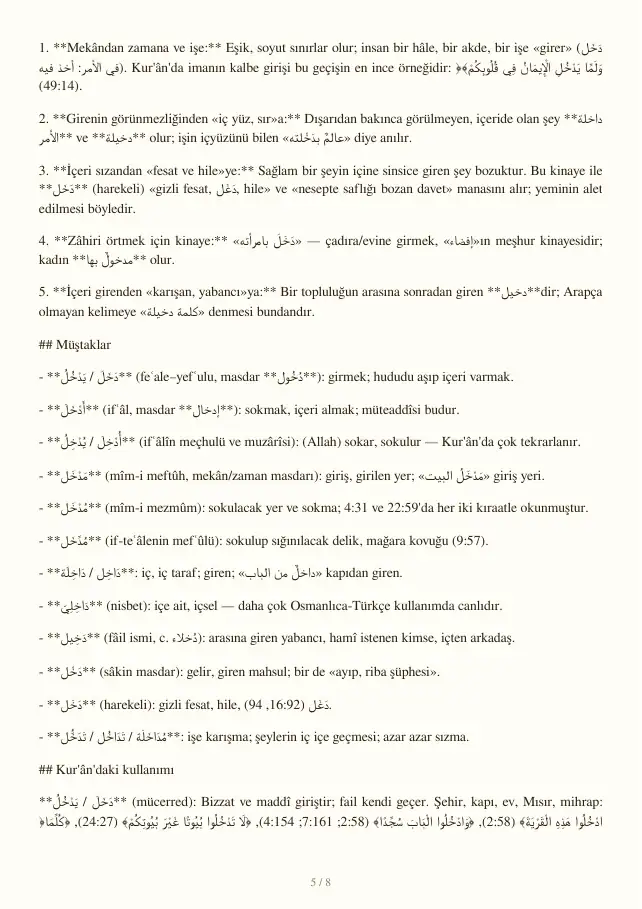 1. **Mekândan zamana ve işe:** Eşik, soyut sınırlar olur; insan bir hâle, bir akde, bir işe «girer» (دَخَل
في الأمر: أخذ فيه). Kur'ân'da imanın kalbe girişi bu geçişin en ince örneğidir: ﴿وَلَمَّا يَدْخُلِ الْإِيمَانُ فِي قُلُوبِكُمْ﴾
(49:14).
2. **Girenin görünmezliğinden «iç yüz, sır»a:** Dışarıdan bakınca görülmeyen, içeride olan şey **داخلة
الأمر** ve **دخيلة** olur; işin içyüzünü bilen «عالمٌ بدَخْلته» diye anılır.
3. **İçeri sızandan «fesat ve hile»ye:** Sağlam bir şeyin içine sinsice giren şey bozuktur. Bu kinaye ile
**دَخَل** (harekeli) «gizli fesat, دَغَل, hile» ve «nesepte saflığı bozan davet» manasını alır; yeminin alet
edilmesi böyledir.
4. **Zâhiri örtmek için kinaye:** «دَخَلَ بامرأته» — çadıra/evine girmek, «إفضاء»ın meşhur kinayesidir;
kadın **مدخولٌ بها** olur.
5. **İçeri girenden «karışan, yabancı»ya:** Bir topluluğun arasına sonradan giren **دخيل**dir; Arapça
olmayan kelimeye «كلمة دخيلة» denmesi bundandır.
## Müştaklar
- **دَخَلَ / يَدْخُلُ** (feʿale–yefʿulu, masdar **دُخُول**): girmek; hududu aşıp içeri varmak.
- **أَدْخَلَ** (ifʿâl, masdar **إدخال**): sokmak, içeri almak; müteaddîsi budur.
- **أُدْخِلَ / يُدْخِلُ** (ifʿâlîn meçhulü ve muzârîsi): (Allah) sokar, sokulur — Kur'ân'da çok tekrarlanır.
- **مَدْخَل** (mîm-i meftûh, mekân/zaman masdarı): giriş, girilen yer; «مَدْخَلُ البيت» giriş yeri.
- **مُدْخَل** (mîm-i mezmûm): sokulacak yer ve sokma; 4:31 ve 22:59'da her iki kıraatle okunmuştur.
- **مُدَّخَل** (if-teʿâlenin mefʿûlü): sokulup sığınılacak delik, mağara kovuğu (9:57).
- **دَاخِل / دَاخِلَة**: iç, iç taraf; giren; «داخلٌ من الباب» kapıdan giren.
- **دَاخِلِيّ** (nisbet): içe ait, içsel — daha çok Osmanlıca-Türkçe kullanımda canlıdır.
- **دَخِيل** (fâil ismi, c. دُخلاء): arasına giren yabancı, hamî istenen kimse, içten arkadaş.
- **دَخْل** (sâkin masdar): gelir, giren mahsul; bir de «ayıp, riba şüphesi».
- **دَخَل** (harekeli): gizli fesat, hile, دَغَل (16:92, 94).
- **مُدَاخَلَة / تَدَاخُل / تَدَخُّل**: işe karışma; şeylerin iç içe geçmesi; azar azar sızma.
## Kur'ân'daki kullanımı
**دَخَلَ / يَدْخُلُ** (mücerred): Bizzat ve maddî giriştir; fail kendi geçer. Şehir, kapı, ev, Mısır, mihrap:
﴿ادْخُلُوا هَذِهِ الْقَرْيَةَ﴾ (2:58), ﴿وَادْخُلُوا الْبَابَ سُجَّدًا﴾ (2:58; 7:161; 4:154), ﴿لَا تَدْخُلُوا بُيُوتًا غَيْرَ بُيُوتِكُمْ﴾ (24:27), ﴿كُلَّمَا
5 / 8